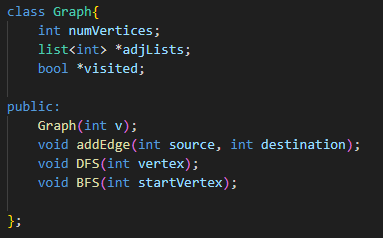 class Graph{
    int numVertices;
    list<int> *adjLists;
    bool *visited;

public:
    Graph(int v);
    void addEdge(int source, int destination);
    void DFS(int vertex);
    void BFS(int startVertex);

};